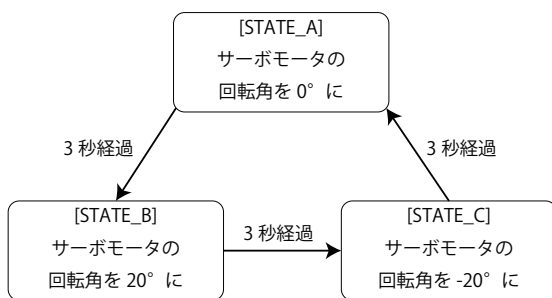 [STATE_A]
サーボモータの
回転角を 0° に
3 秒経過
3 秒経過
[STATE_B]
サーボモータの
回転角を 20° に
3 秒経過
[STATE_C]
サーボモータの
回転角を -20° に